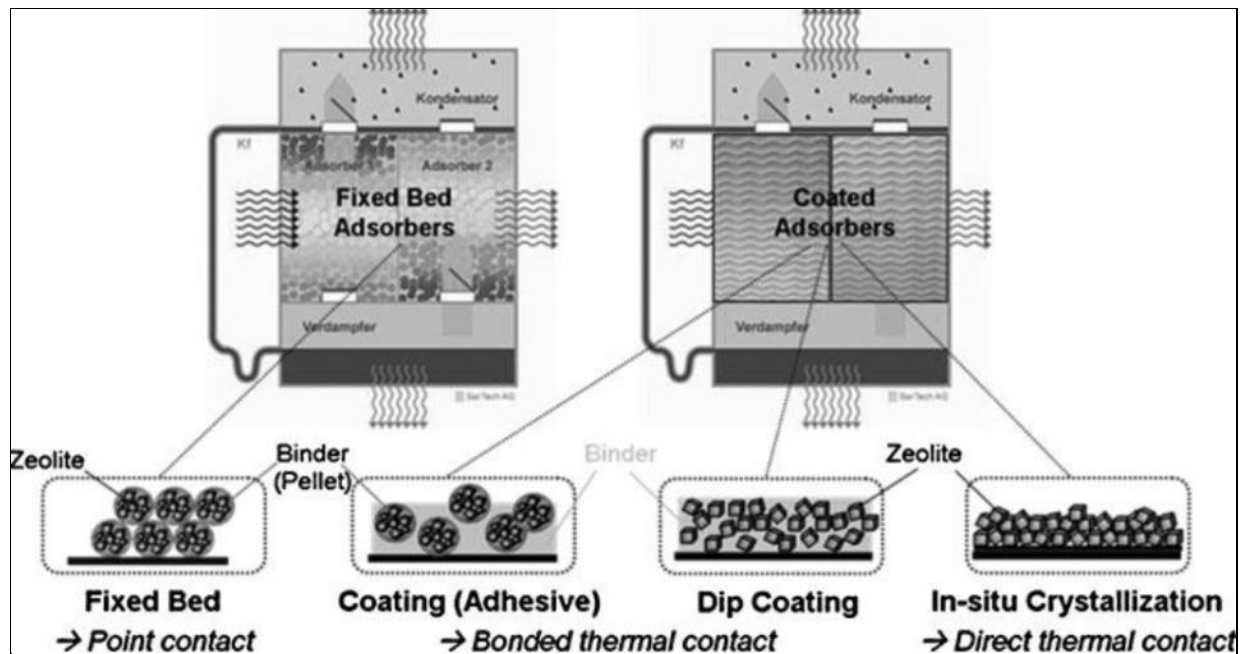 Kondensator
Kf
Adsorber 1
Adsorber 2
Fixed Bed
Adsorbers
Verdampfer
SorTech AG
Kondensator
Kf
Coated
Adsorbers
Verdampfer
SorTech AG
Zeolite
Binder
(Pellet)
Binder
Zeolite
Fixed Bed
→ Point contact
Coating (Adhesive)
Dip Coating
→ Bonded thermal contact
In-situ Crystallization
→ Direct thermal contact